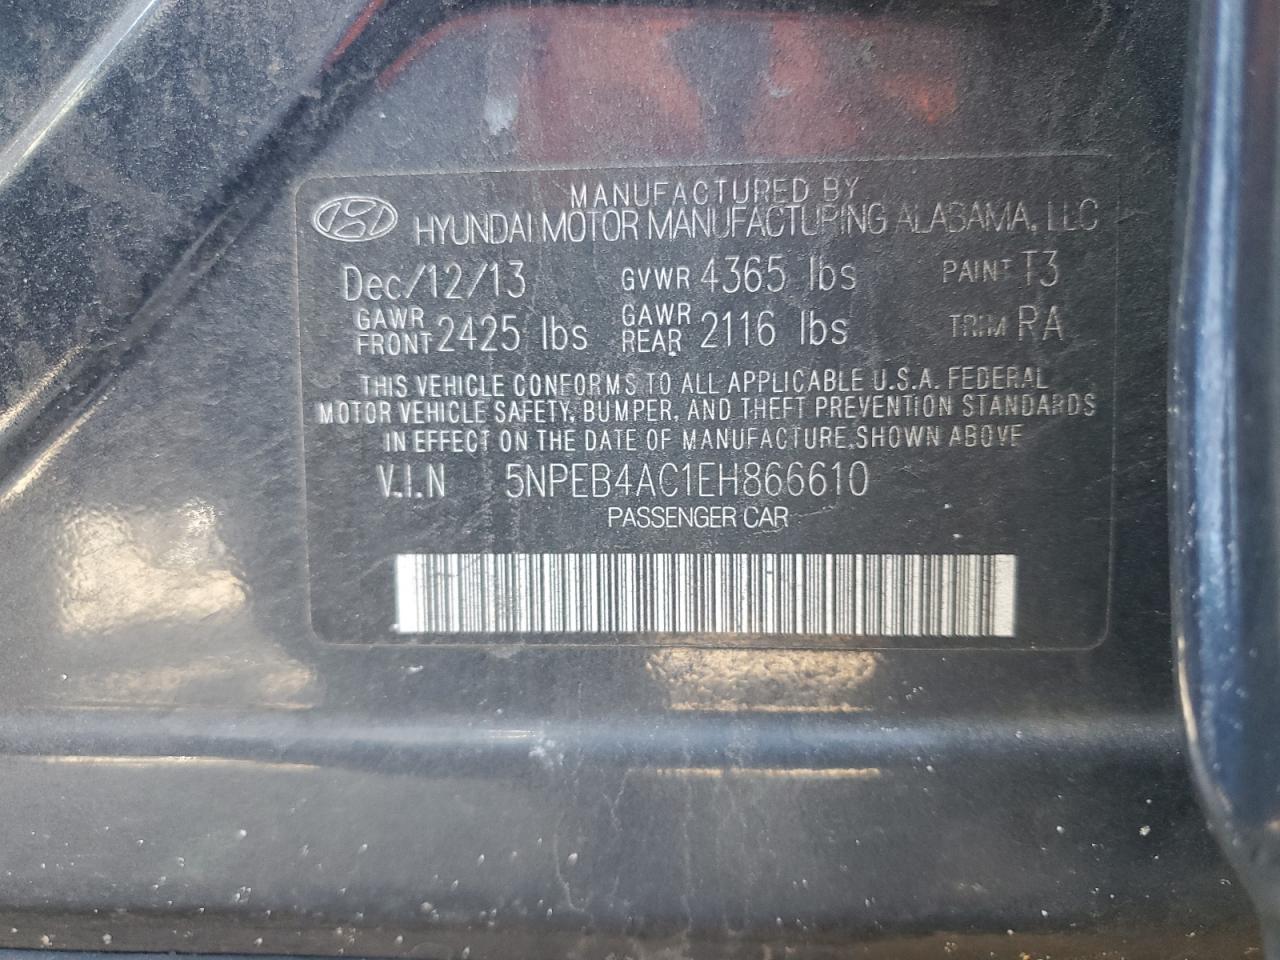 MANUFACTURED BY
HYUNDAI MOTOR MANUFACTURING ALABAMA, LLC
Dec/12/13 GVWR 4365 lbs PAINT T3
GAWR FRONT 2425 lbs GAWR REAR 2116 lbs TRIM RA
THIS VEHICLE CONFORMS TO ALL APPLICABLE U.S.A. FEDERAL
MOTOR VEHICLE SAFETY, BUMPER, AND THEFT PREVENTION STANDARDS
IN EFFECT ON THE DATE OF MANUFACTURE SHOWN ABOVE
V.I.N 5NPEB4AC1EH866610
PASSENGER CAR